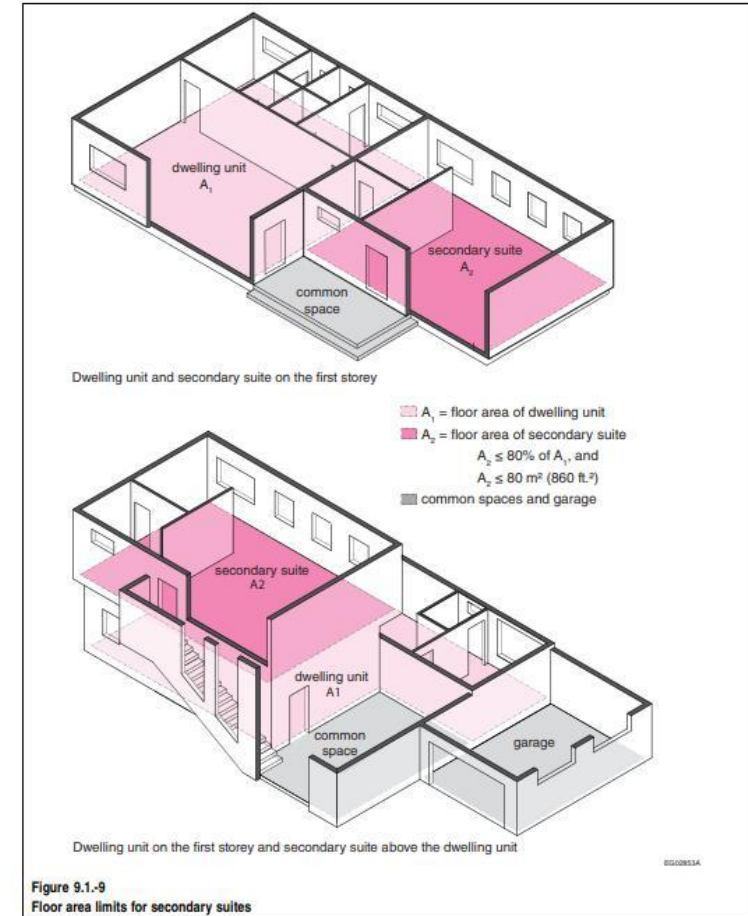 dwelling unit
A₁
secondary suite
A₂
common
space
Dwelling unit and secondary suite on the first storey
A₁ = floor area of dwelling unit
A₂ = floor area of secondary suite
A₂ ≤ 80% of A₁, and
A₂ ≤ 80 m² (860 ft.²)
common spaces and garage
secondary suite
A2
dwelling unit
A1
common
space
garage
Dwelling unit on the first storey and secondary suite above the dwelling unit
EG02853A
Figure 9.1.-9
Floor area limits for secondary suites